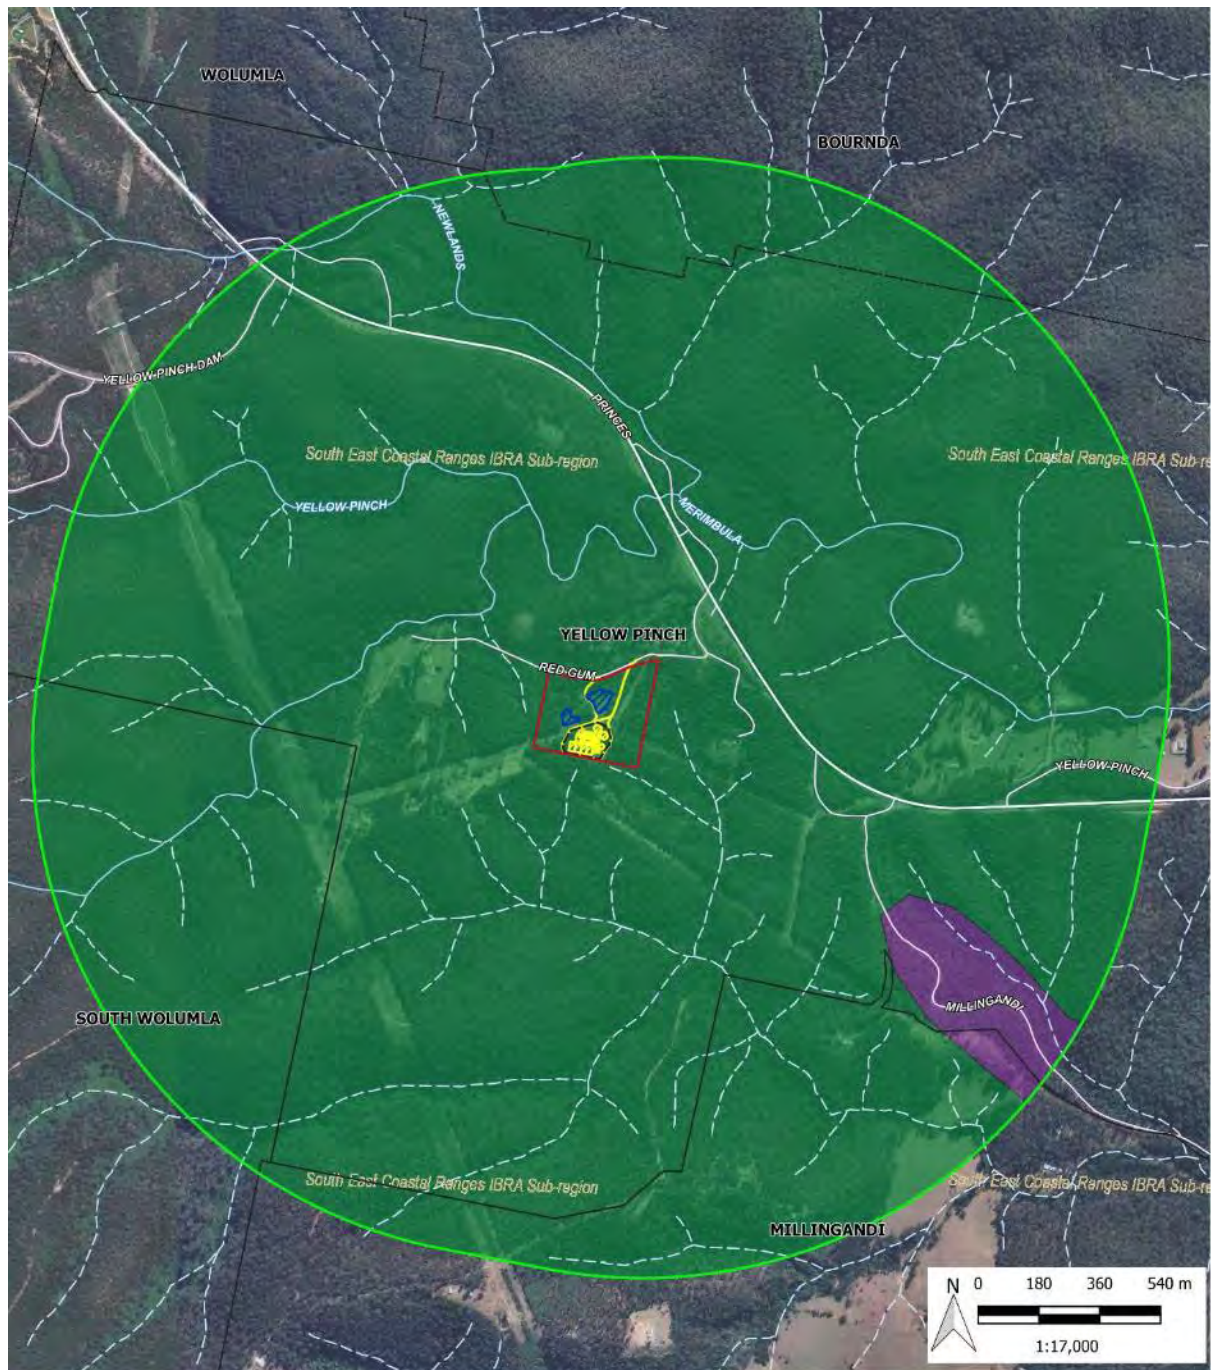 WOLUMLA
BOURNDA
NEWLANDS
YELLOW PINCH DAM
PRINCES
South East Coastal Ranges IBRA Sub-region
South East Coastal Ranges IBRA Sub-re
YELLOW PINCH
MERIMBULA
YELLOW PINCH
RED GUM
YELLOW PINCH
MILLINGANDI
SOUTH WOLUMLA
South East Coastal Ranges IBRA Sub-region
South East Coastal Ranges IBRA Sub-re
MILLINGANDI
N 0 180 360 540 m
1:17,000